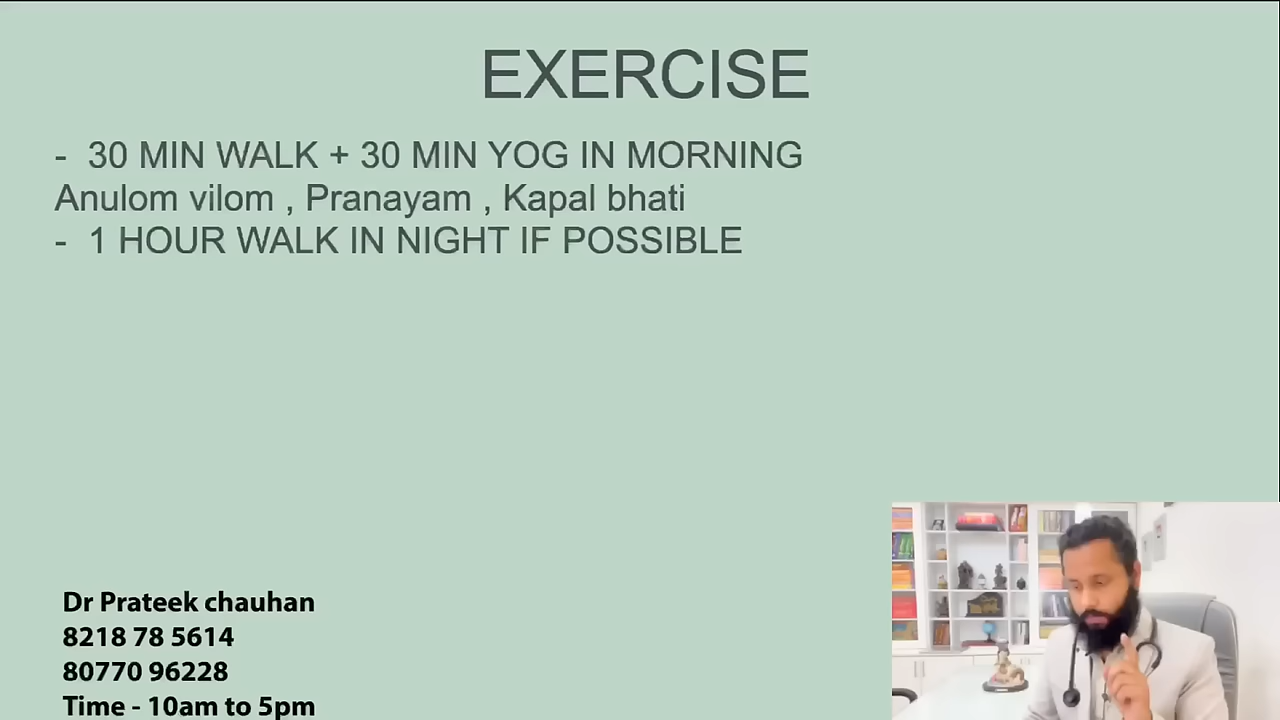 EXERCISE
- 30 MIN WALK + 30 MIN YOG IN MORNING
Anulom vilom , Pranayam , Kapal bhati
- 1 HOUR WALK IN NIGHT IF POSSIBLE
Dr Prateek chauhan
8218 78 5614
80770 96228
Time - 10am to 5pm